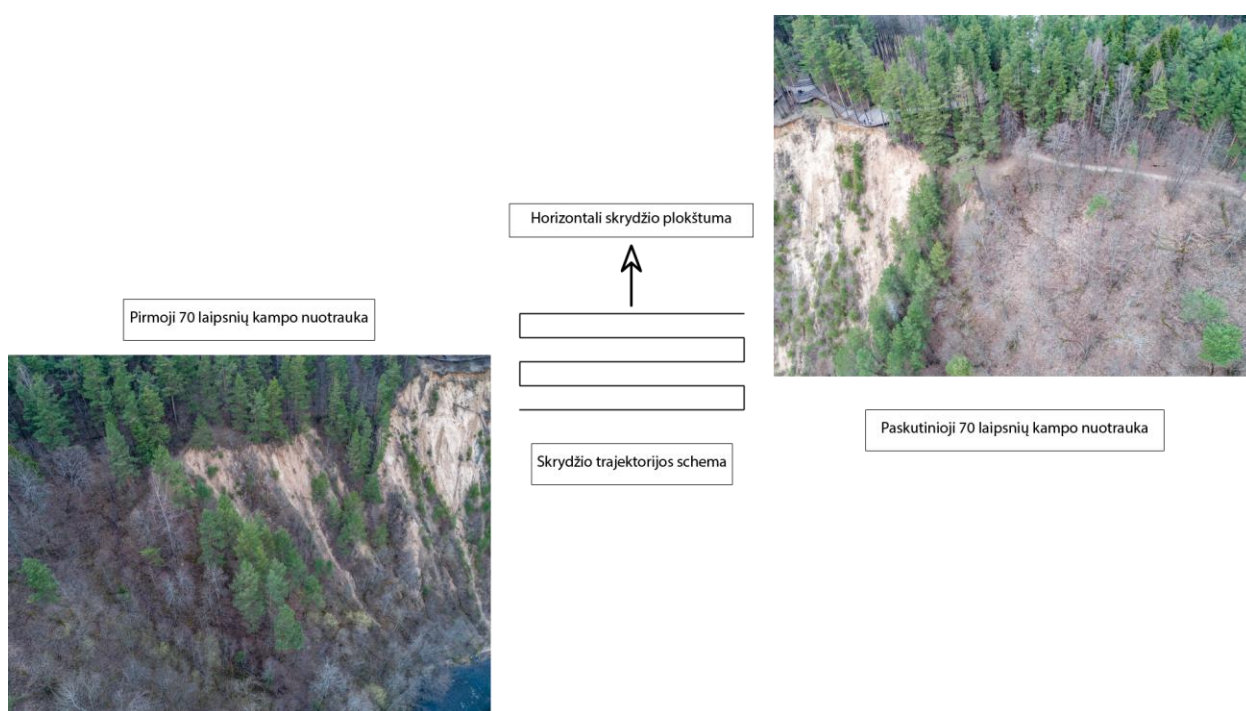 Horizontali skrydžio plokštuma
Pirmoji 70 laipsnių kampo nuotrauka
Paskutinioji 70 laipsnių kampo nuotrauka
Skrydžio trajektorijos schema